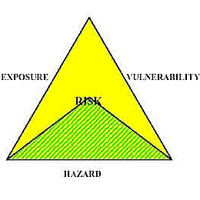 EXPOSURE VULNERABILITY
RISK
HAZARD